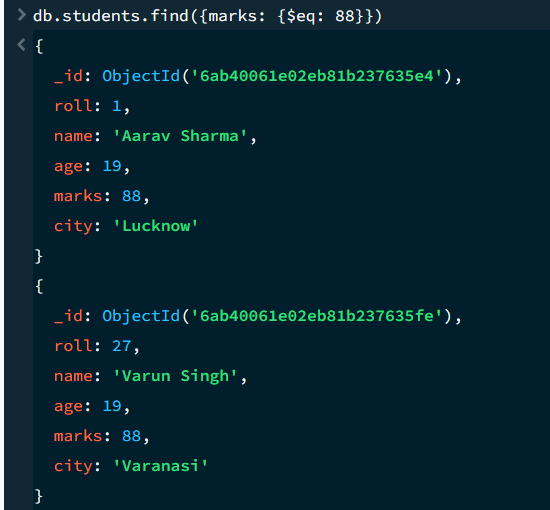 db.students.find({marks: {$eq: 88}})
{
_id: ObjectId('6ab40061e02eb81b237635e4'),
roll: 1,
name: 'Aarav Sharma',
age: 19,
marks: 88,
city: 'Lucknow'
}
{
_id: ObjectId('6ab40061e02eb81b237635fe'),
roll: 27,
name: 'Varun Singh',
age: 19,
marks: 88,
city: 'Varanasi'
}